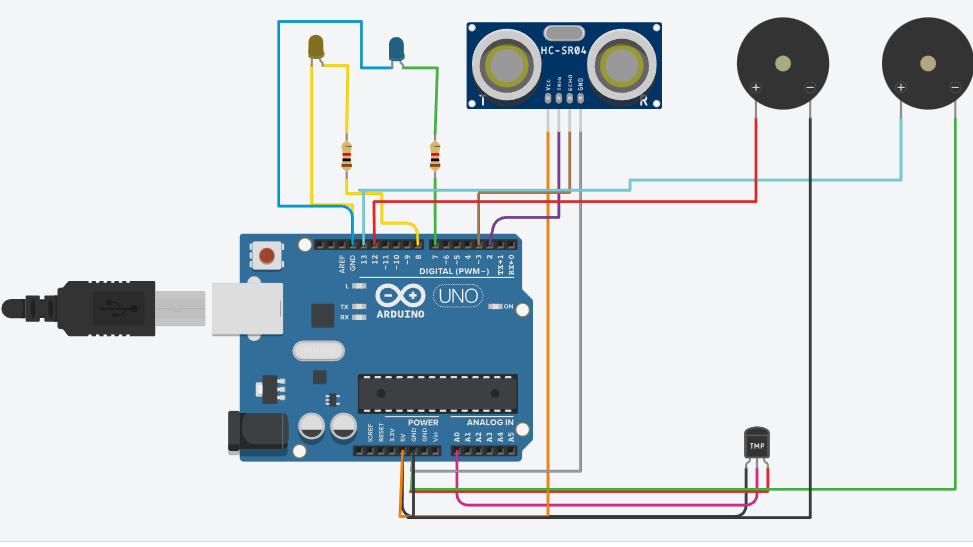 HC-SR04
Vcc
TRIG
ECHO
GND
T
R
+
−
+
−
AREF
GND
13
12
~11
~10
~9
8
7
~6
~5
4
~3
2
TX→1
RX←0
DIGITAL (PWM~)
L
TX
RX
ARDUINO
UNO
ON
POWER
ANALOG IN
IOREF
RESET
3.3V
5V
GND
GND
Vin
A0
A1
A2
A3
A4
A5
TMP